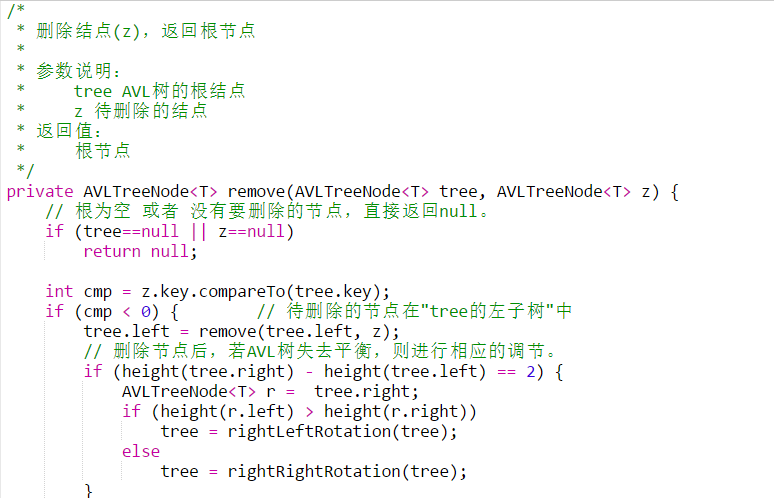 /*
 * 删除结点(z)，返回根节点
 *
 * 参数说明：
 *     tree AVL树的根结点
 *     z 待删除的结点
 * 返回值：
 *     根节点
 */
private AVLTreeNode<T> remove(AVLTreeNode<T> tree, AVLTreeNode<T> z) {
    // 根为空 或者 没有要删除的节点，直接返回null。
    if (tree==null || z==null)
        return null;

    int cmp = z.key.compareTo(tree.key);
    if (cmp < 0) {        // 待删除的节点在"tree的左子树"中
        tree.left = remove(tree.left, z);
        // 删除节点后，若AVL树失去平衡，则进行相应的调节。
        if (height(tree.right) - height(tree.left) == 2) {
            AVLTreeNode<T> r =  tree.right;
            if (height(r.left) > height(r.right))
                tree = rightLeftRotation(tree);
            else
                tree = rightRightRotation(tree);
        }